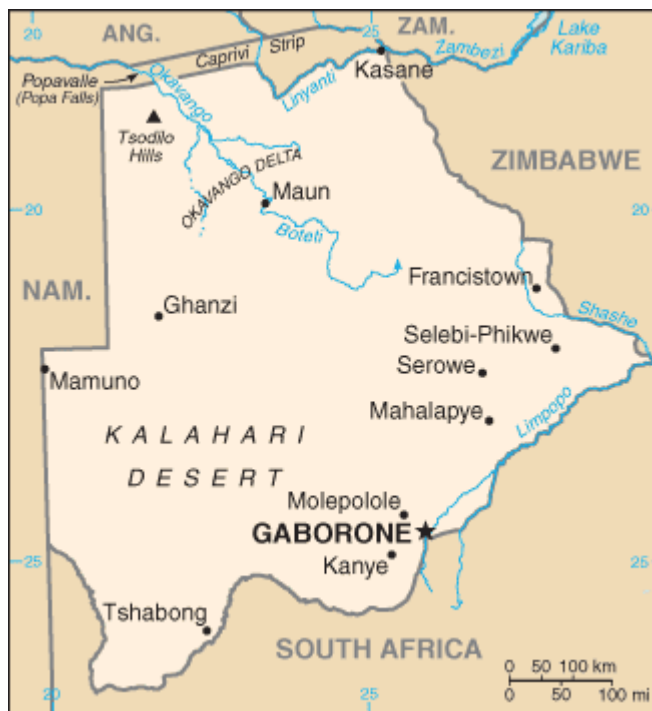 20
ANG.
25
ZAM.
Lake
Kariba
Caprivi Strip
Zambezi
Popavalle
(Popa Falls)
Okavango
Linyanti
Kasane
Tsodilo
Hills
ZIMBABWE
OKAVANGO DELTA
20
Maun
20
Boteti
NAM.
Francistown
Ghanzi
Shashe
Selebi-Phikwe
Serowe
Mamuno
Mahalapye
Limpopo
KALAHARI
DESERT
Molepolole
GABORONE
25
Kanye
25
Tshabong
SOUTH AFRICA
0 50 100 km
0 50 100 mi
20
25